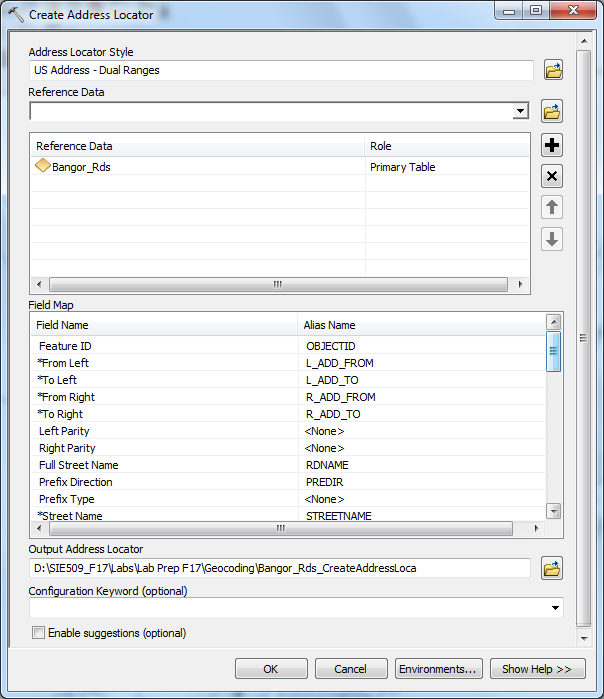 Create Address Locator
Address Locator Style
US Address - Dual Ranges
Reference Data
Reference Data Role
Bangor_Rds Primary Table
Field Map
Field Name Alias Name
Feature ID OBJECTID
*From Left L_ADD_FROM
*To Left L_ADD_TO
*From Right R_ADD_FROM
*To Right R_ADD_TO
Left Parity <None>
Right Parity <None>
Full Street Name RDNAME
Prefix Direction PREDIR
Prefix Type <None>
*Street Name STREETNAME
Output Address Locator
D:\SIE509_F17\Labs\Lab Prep F17\Geocoding\Bangor_Rds_CreateAddressLoca
Configuration Keyword (optional)
Enable suggestions (optional)
OK Cancel Environments... Show Help >>